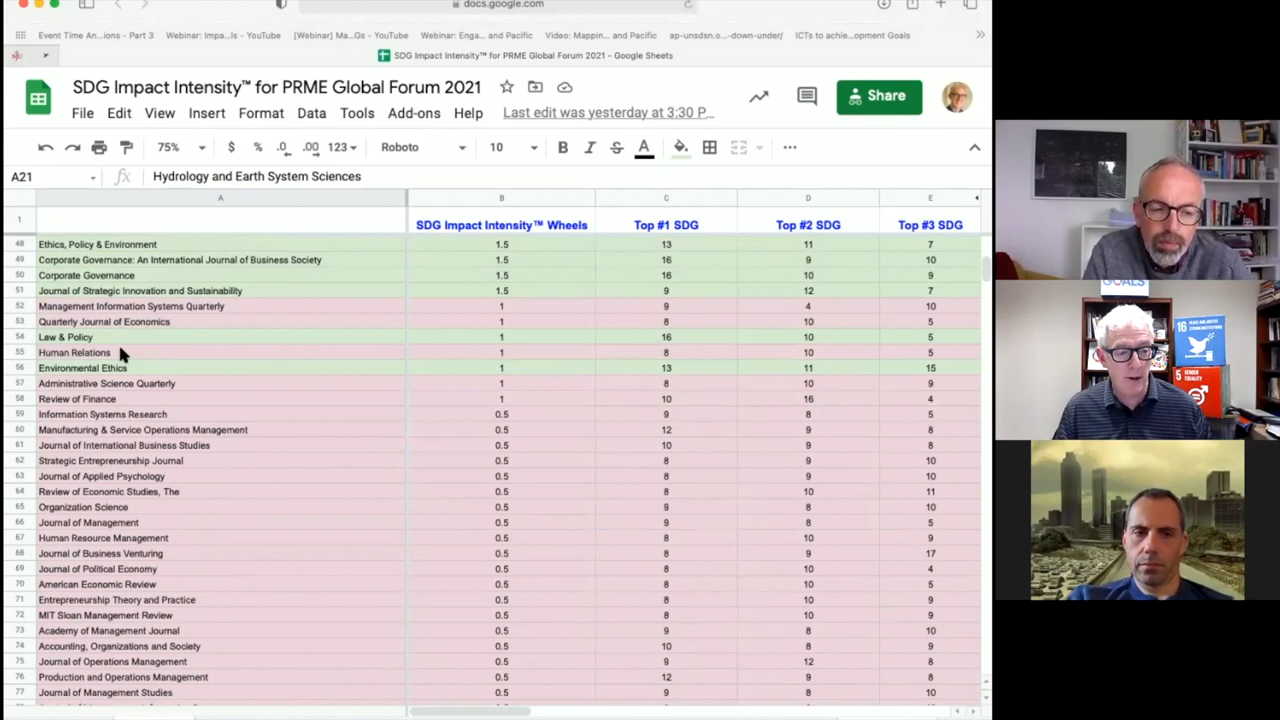 docs.google.com
Event Time An...ions - Part 3 Webinar: Impa...ls - YouTube [Webinar] Ma...Gs - YouTube Webinar: Enga... and Pacific Video: Mappin... and Pacific ap-unsdsn.o...-down-under/ ICTs to achie...opment Goals
SDG Impact Intensity™ for PRME Global Forum 2021 - Google Sheets
SDG Impact Intensity™ for PRME Global Forum 2021
Share
File Edit View Insert Format Data Tools Add-ons Help Last edit was yesterday at 3:30 P...
75% $ % .0 .00 123 Roboto 10 B I S A
A21 fx Hydrology and Earth System Sciences
A B C D E
1 SDG Impact Intensity™ Wheels Top #1 SDG Top #2 SDG Top #3 SDG
48 Ethics, Policy & Environment 1.5 13 11 7
49 Corporate Governance: An International Journal of Business Society 1.5 16 9 10
50 Corporate Governance 1.5 16 10 9
51 Journal of Strategic Innovation and Sustainability 1.5 9 12 7
52 Management Information Systems Quarterly 1 9 4 10
53 Quarterly Journal of Economics 1 8 10 5
54 Law & Policy 1 16 10 5
55 Human Relations 1 8 10 5
56 Environmental Ethics 1 13 11 15
57 Administrative Science Quarterly 1 8 10 9
58 Review of Finance 1 10 16 4
59 Information Systems Research 0.5 9 8 5
60 Manufacturing & Service Operations Management 0.5 12 9 8
61 Journal of International Business Studies 0.5 10 9 8
62 Strategic Entrepreneurship Journal 0.5 8 9 10
63 Journal of Applied Psychology 0.5 8 9 10
64 Review of Economic Studies, The 0.5 8 10 11
65 Organization Science 0.5 9 8 10
66 Journal of Management 0.5 9 8 5
67 Human Resource Management 0.5 8 10 9
68 Journal of Business Venturing 0.5 8 9 17
69 Journal of Political Economy 0.5 8 10 4
70 American Economic Review 0.5 8 10 5
71 Entrepreneurship Theory and Practice 0.5 8 10 9
72 MIT Sloan Management Review 0.5 8 10 9
73 Academy of Management Journal 0.5 9 8 10
74 Accounting, Organizations and Society 0.5 10 8 9
75 Journal of Operations Management 0.5 9 12 8
76 Production and Operations Management 0.5 12 9 8
77 Journal of Management Studies 0.5 9 8 10
GOALS
16 PEACE AND JUSTICE
STRONG INSTITUTIONS
5 GENDER
EQUALITY